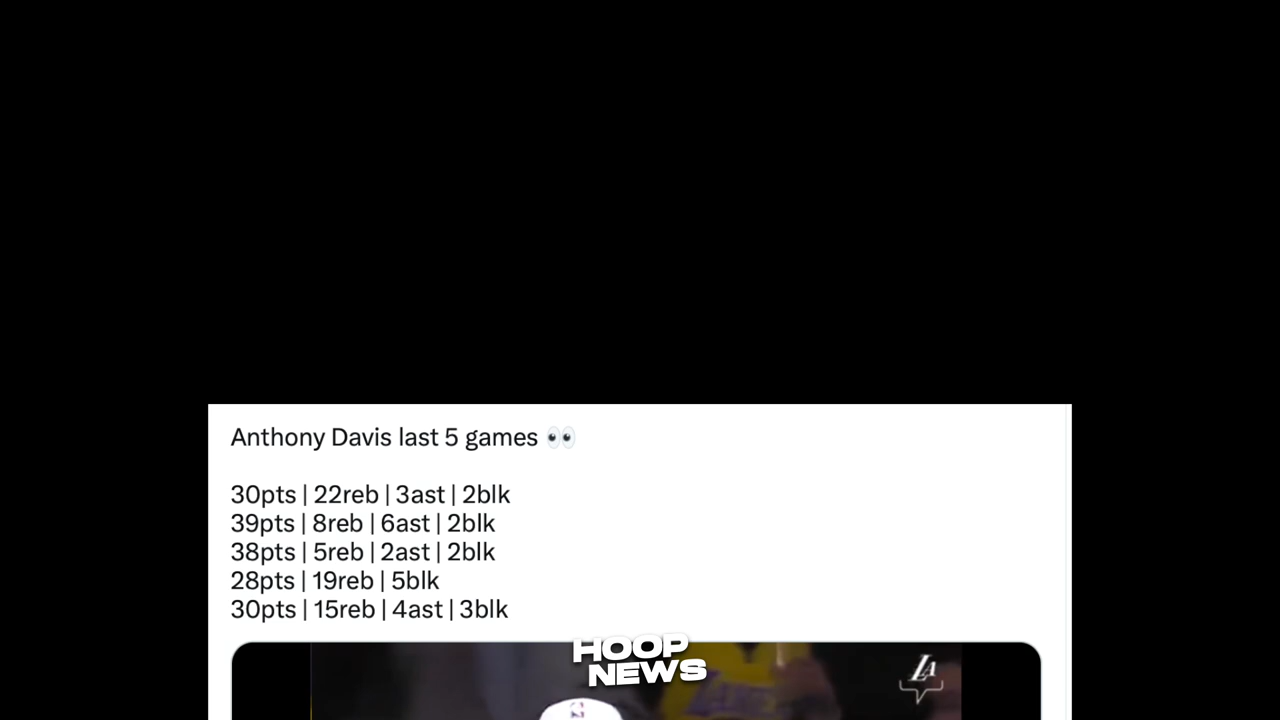 Anthony Davis last 5 games 👀
30pts | 22reb | 3ast | 2blk
39pts | 8reb | 6ast | 2blk
38pts | 5reb | 2ast | 2blk
28pts | 19reb | 5blk
30pts | 15reb | 4ast | 3blk
HOOP
NEWS
LA